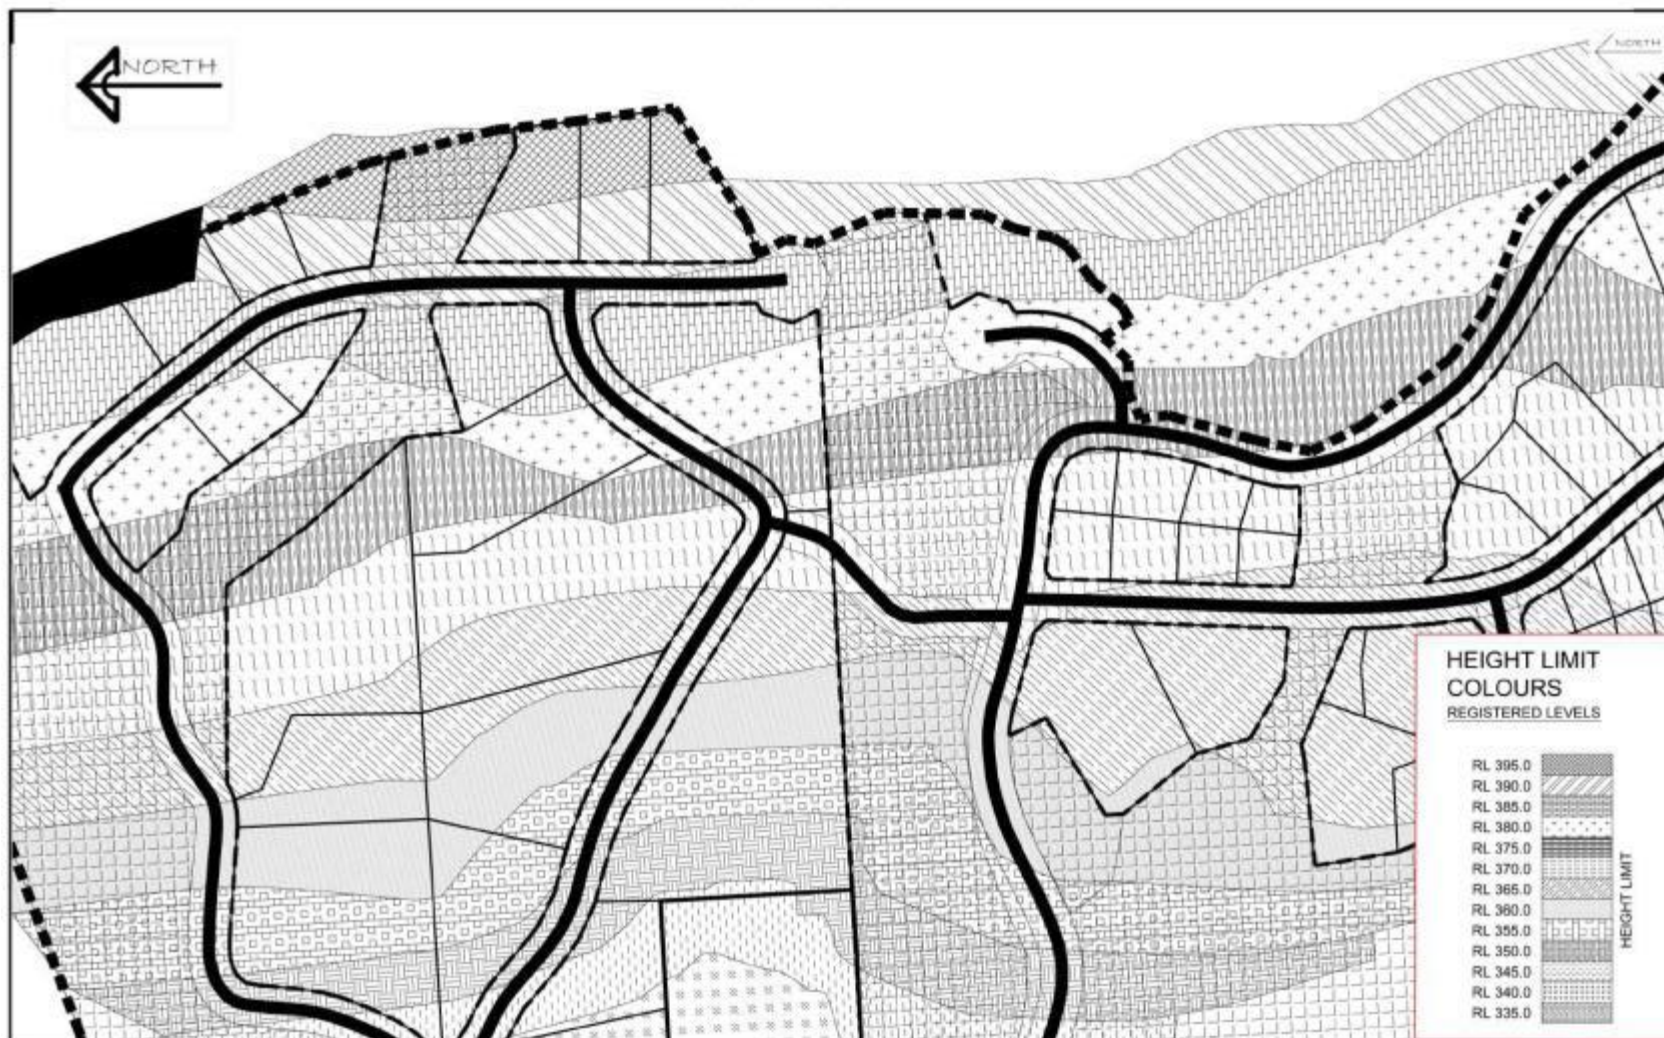 NORTH
NORTH
HEIGHT LIMIT
COLOURS
REGISTERED LEVELS
RL 395.0
RL 390.0
RL 385.0
RL 380.0
RL 375.0
RL 370.0
RL 365.0
RL 360.0
RL 355.0
RL 350.0
RL 345.0
RL 340.0
RL 335.0
HEIGHT LIMIT